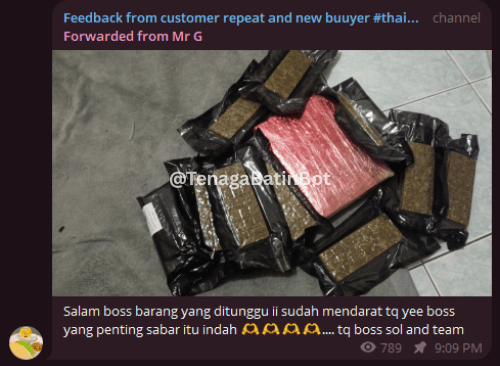 Feedback from customer repeat and new buuyer #thai... channel
Forwarded from Mr G
@TenagaBatinBot
Salam boss barang yang ditunggu ii sudah mendarat tq yee boss
yang penting sabar itu indah 🫶🫶🫶🫶.... tq boss sol and team
789 9:09 PM